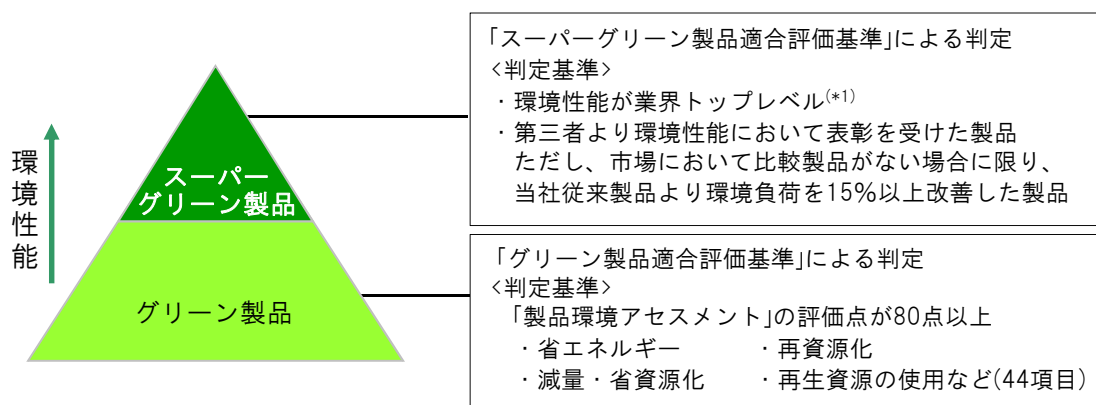 環境性能
スーパー
グリーン製品
グリーン製品
「スーパーグリーン製品適合評価基準」による判定
<判定基準>
・環境性能が業界トップレベル(*1)
・第三者より環境性能において表彰を受けた製品
ただし、市場において比較製品がない場合に限り、
当社従来製品より環境負荷を15%以上改善した製品
「グリーン製品適合評価基準」による判定
<判定基準>
「製品環境アセスメント」の評価点が80点以上
・省エネルギー ・再資源化
・減量・省資源化 ・再生資源の使用など(44項目)